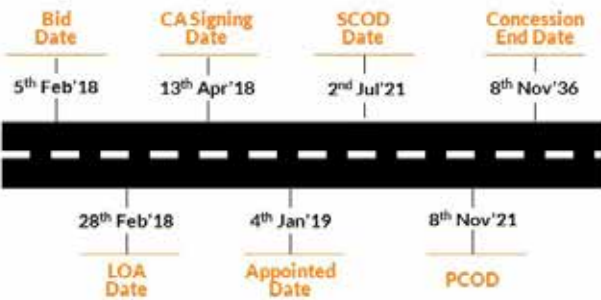 Bid
Date
CA Signing
Date
SCOD
Date
Concession
End Date
5th Feb'18
13th Apr'18
2nd Jul'21
8th Nov'36
28th Feb'18
4th Jan'19
8th Nov'21
LOA
Date
Appointed
Date
PCOD